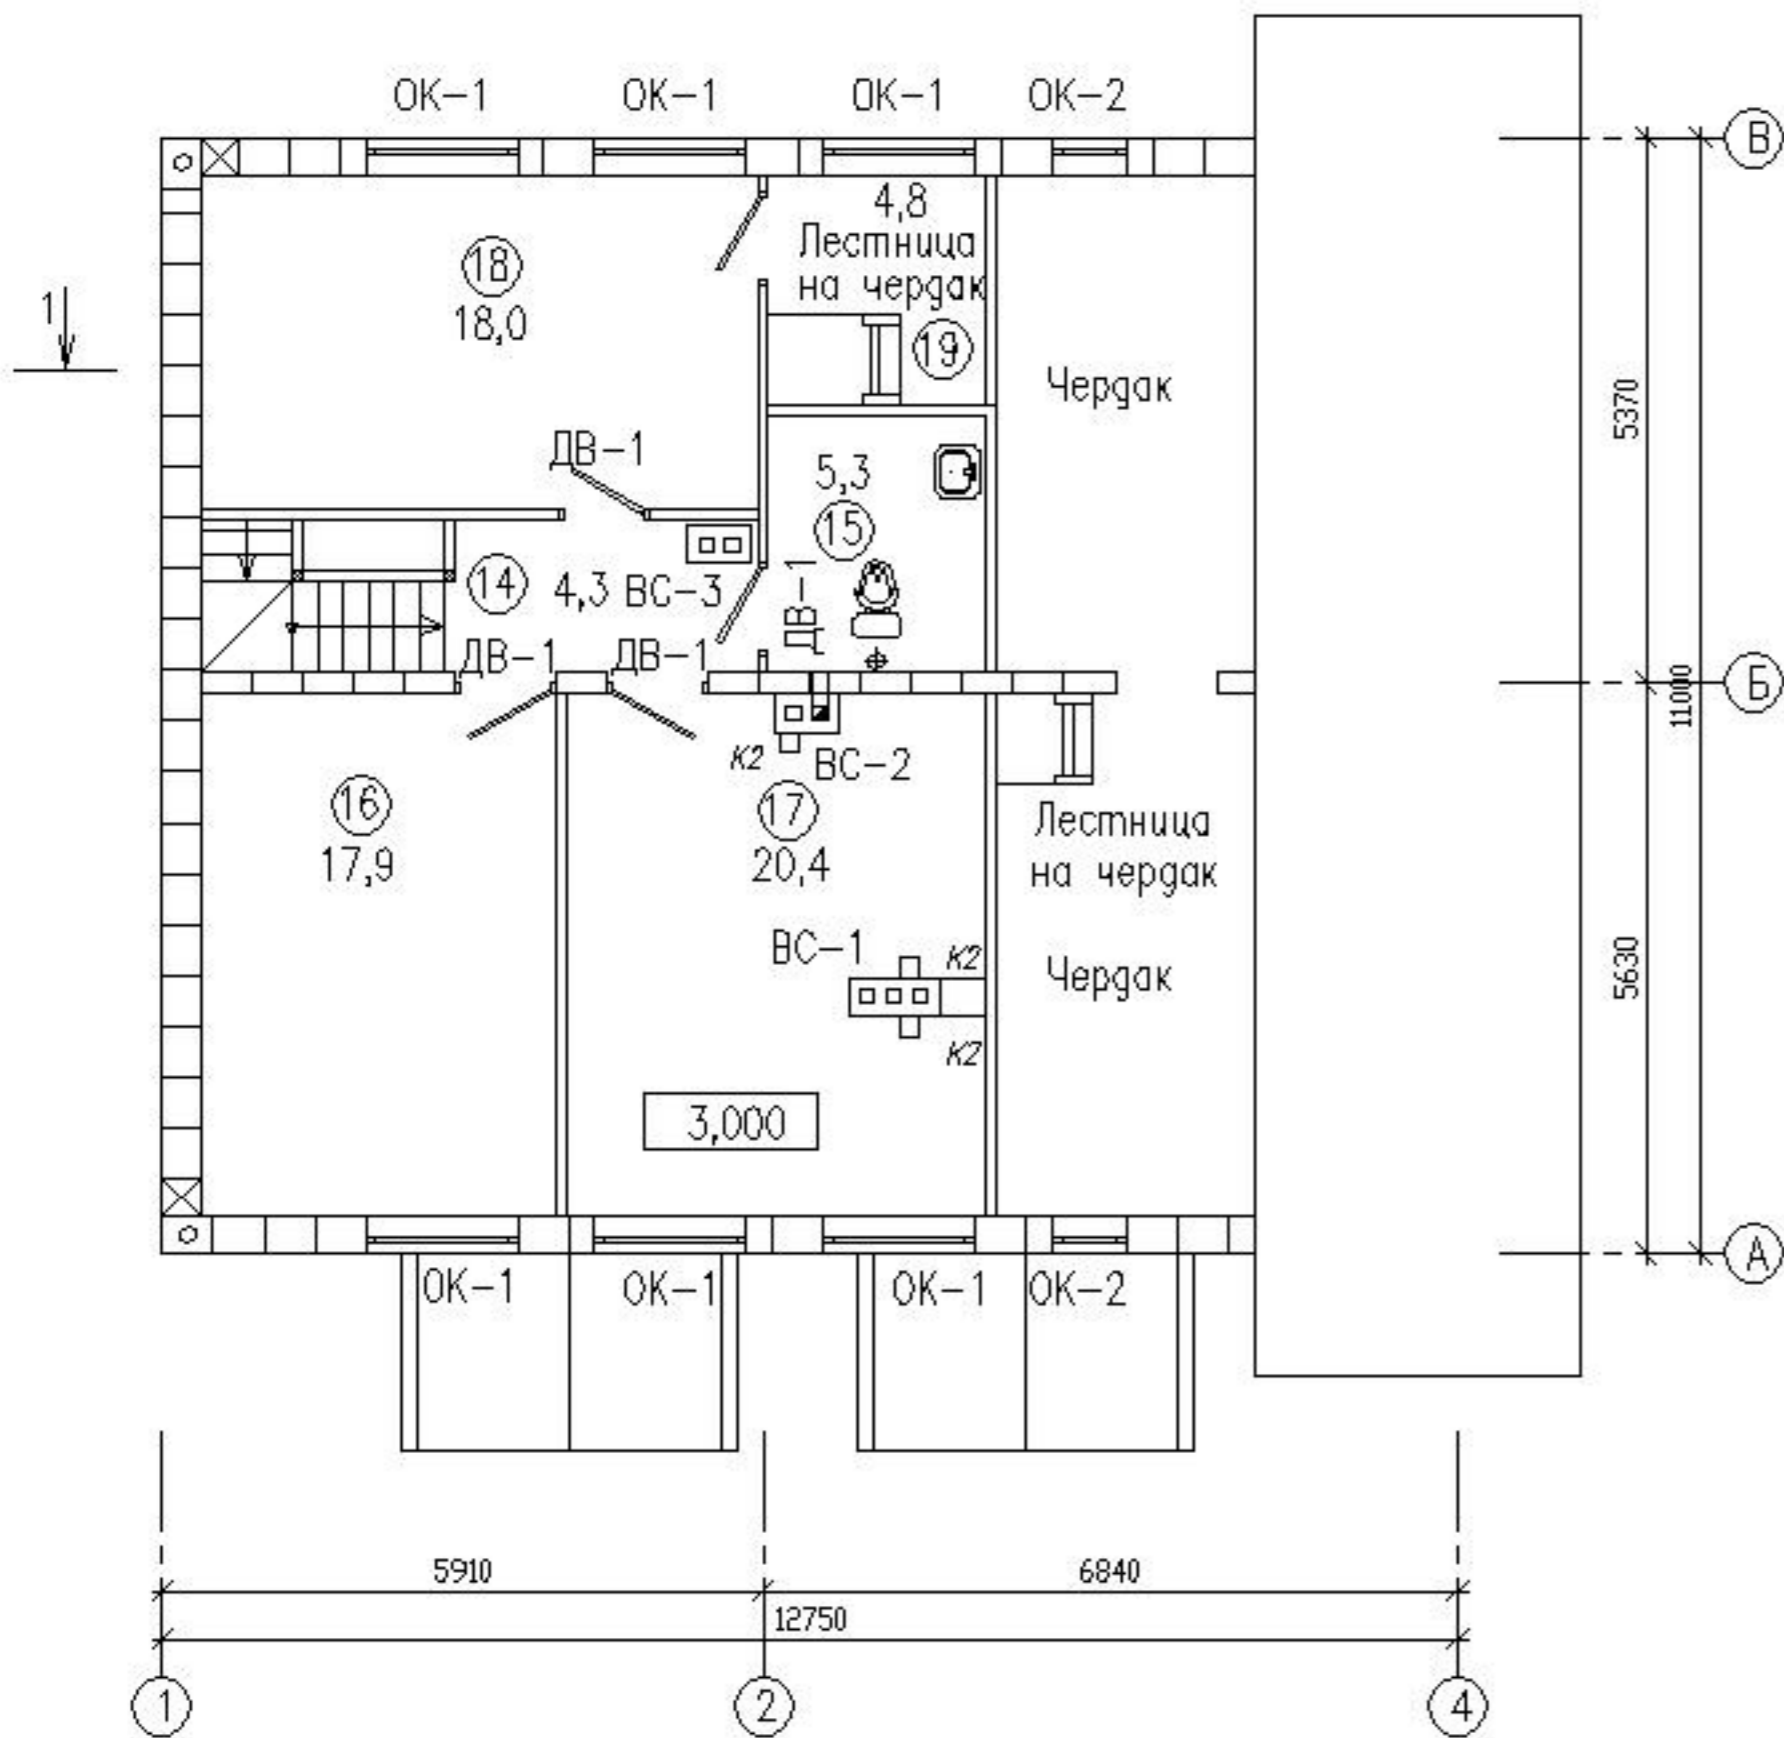 ОК-1 ОК-1 ОК-1 ОК-2
В
4,8
Лестница
на чердак
18
18,0
1
19
Чердак
5370
ДВ-1
5,3
15
14
4,3 ВС-3
ДВ-1
ДВ-1 ДВ-1
Б
11000
К2
ВС-2
16
17,9
17
20,4
Лестница
на чердак
ВС-1
К2
Чердак
5630
К2
3,000
А
ОК-1 ОК-1 ОК-1 ОК-2
5910 6840
12750
1 2 4